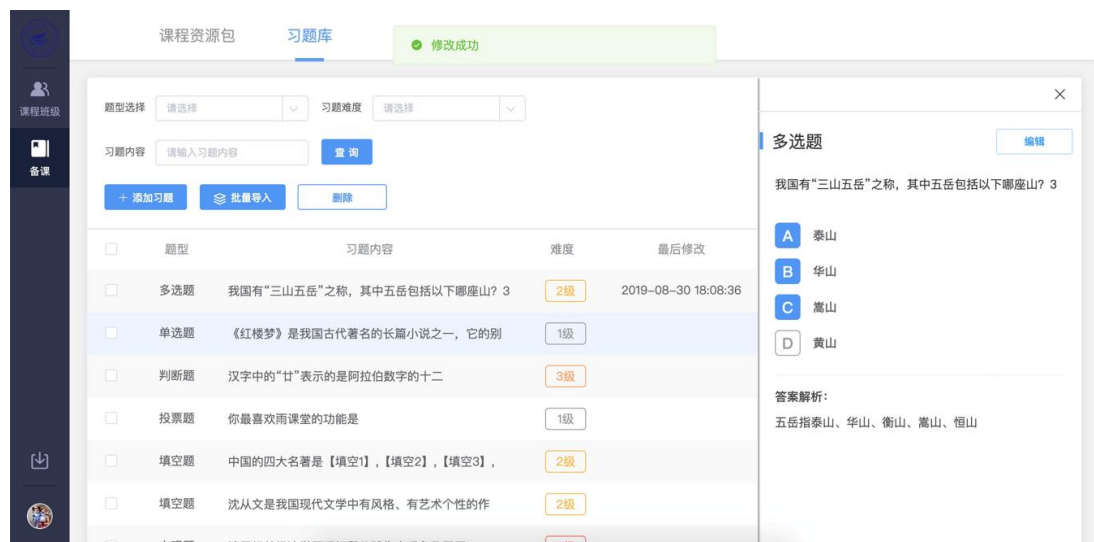 课程资源包 习题库
修改成功
课程班级
备课
题型选择 请选择 习题难度 请选择
习题内容 请输入习题内容 查询
+ 添加习题 批量导入 删除
题型 习题内容 难度 最后修改
多选题 我国有“三山五岳”之称，其中五岳包括以下哪座山？3 2级 2019-08-30 18:08:36
单选题 《红楼梦》是我国古代著名的长篇小说之一，它的别 1级
判断题 汉字中的“廿”表示的是阿拉伯数字的十二 3级
投票题 你最喜欢雨课堂的功能是 1级
填空题 中国的四大名著是【填空1】,【填空2】,【填空3】, 2级
填空题 沈从文是我国现代文学中有风格、有艺术个性的作 2级
多选题
编辑
我国有“三山五岳”之称，其中五岳包括以下哪座山？3
A 泰山
B 华山
C 嵩山
D 黄山
答案解析：
五岳指泰山、华山、衡山、嵩山、恒山